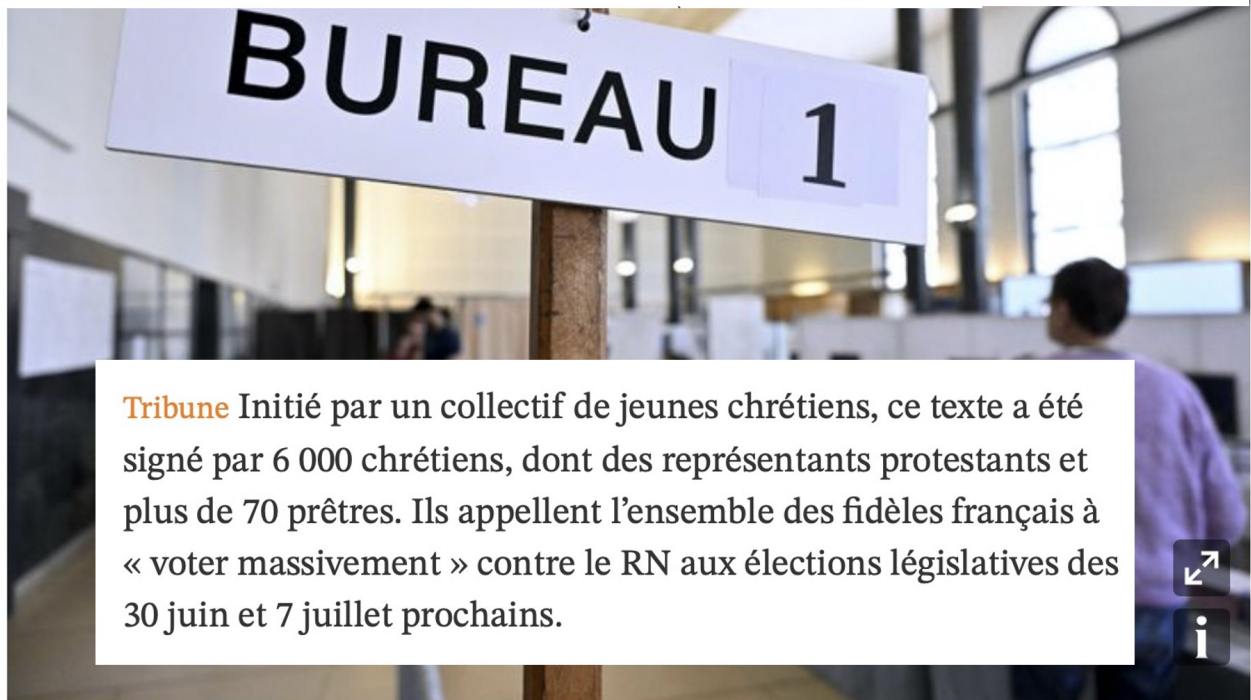 BUREAU 1
Tribune Initié par un collectif de jeunes chrétiens, ce texte a été
signé par 6 000 chrétiens, dont des représentants protestants et
plus de 70 prêtres. Ils appellent l’ensemble des fidèles français à
« voter massivement » contre le RN aux élections législatives des
30 juin et 7 juillet prochains.
i